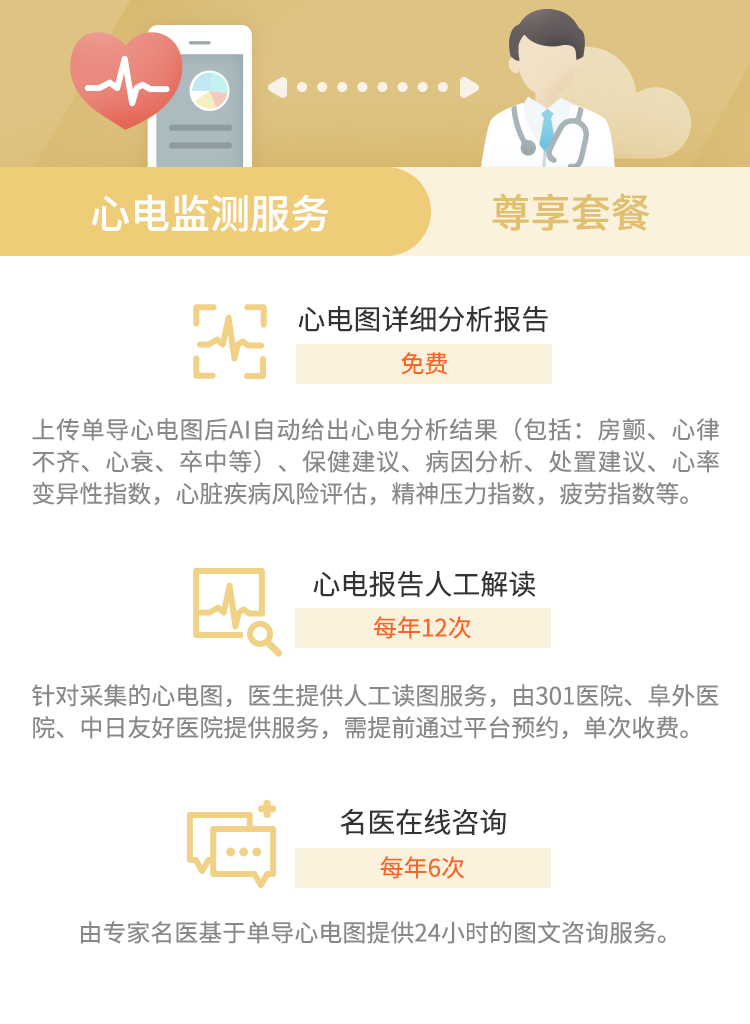 心电监测服务
尊享套餐
心电图详细分析报告
免费
上传单导心电图后AI自动给出心电分析结果（包括：房颤、心律
不齐、心衰、卒中等）、保健建议、病因分析、处置建议、心率
变异性指数，心脏疾病风险评估，精神压力指数，疲劳指数等。
心电报告人工解读
每年12次
针对采集的心电图，医生提供人工读图服务，由301医院、阜外医
院、中日友好医院提供服务，需提前通过平台预约，单次收费。
名医在线咨询
每年6次
由专家名医基于单导心电图提供24小时的图文咨询服务。